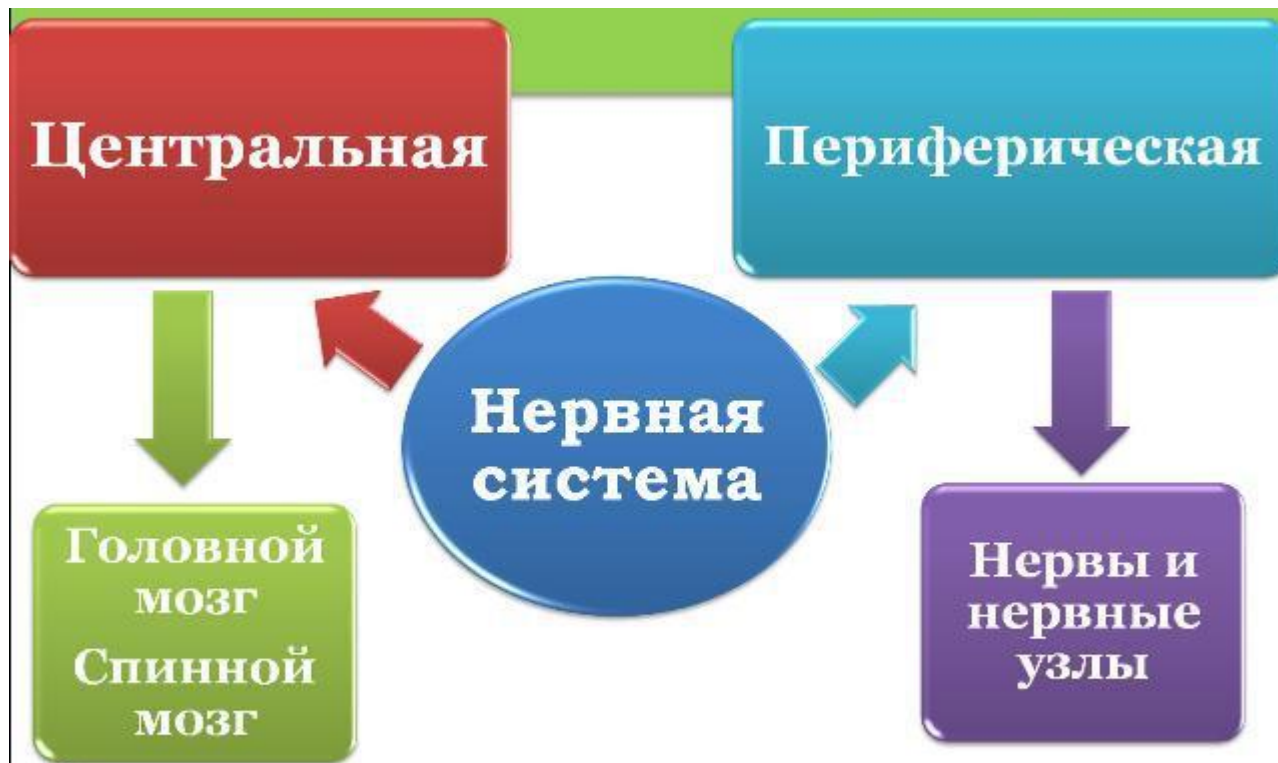 Центральная
Периферическая
Нервная
система
Головной
мозг
Спинной
мозг
Нервы и
нервные
узлы